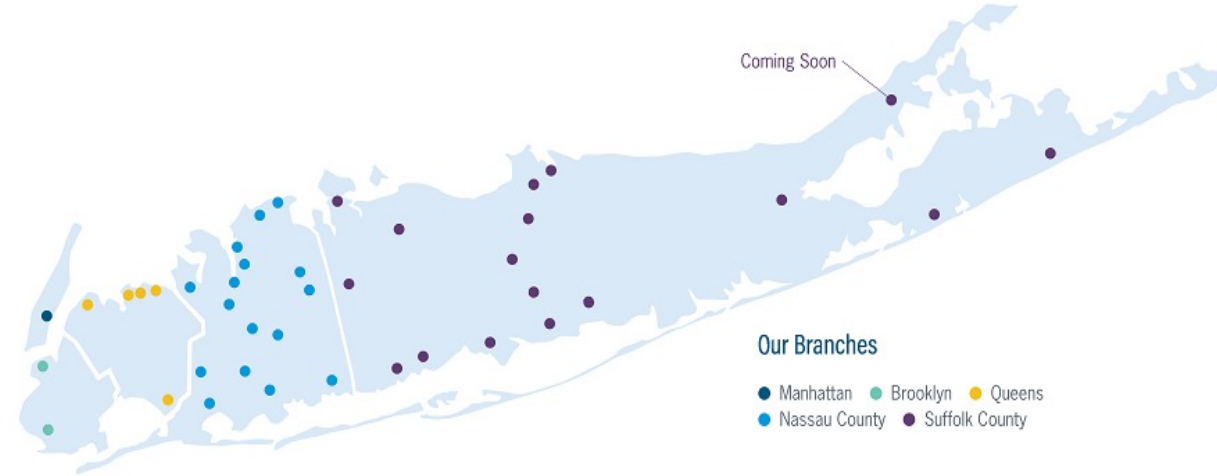 Coming Soon
Our Branches
Manhattan Brooklyn Queens
Nassau County Suffolk County